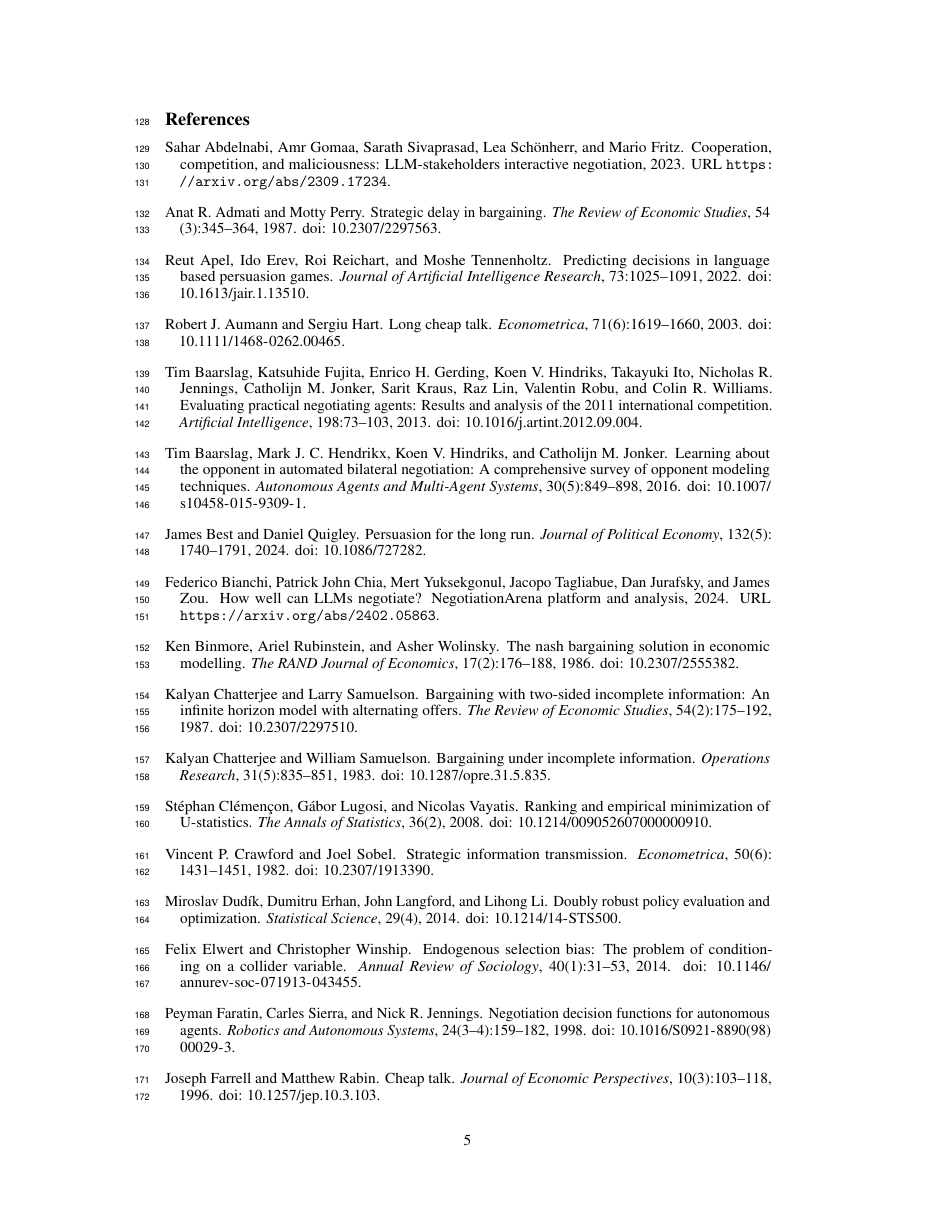 128 References
129 Sahar Abdelnabi, Amr Gomaa, Sarath Sivaprasad, Lea Schönherr, and Mario Fritz. Cooperation,
130 competition, and maliciousness: LLM-stakeholders interactive negotiation, 2023. URL https:
131 //arxiv.org/abs/2309.17234.
132 Anat R. Admati and Motty Perry. Strategic delay in bargaining. The Review of Economic Studies, 54
133 (3):345–364, 1987. doi: 10.2307/2297563.
134 Reut Apel, Ido Erev, Roi Reichart, and Moshe Tennenholtz. Predicting decisions in language
135 based persuasion games. Journal of Artificial Intelligence Research, 73:1025–1091, 2022. doi:
136 10.1613/jair.1.13510.
137 Robert J. Aumann and Sergiu Hart. Long cheap talk. Econometrica, 71(6):1619–1660, 2003. doi:
138 10.1111/1468-0262.00465.
139 Tim Baarslag, Katsuhide Fujita, Enrico H. Gerding, Koen V. Hindriks, Takayuki Ito, Nicholas R.
140 Jennings, Catholijn M. Jonker, Sarit Kraus, Raz Lin, Valentin Robu, and Colin R. Williams.
141 Evaluating practical negotiating agents: Results and analysis of the 2011 international competition.
142 Artificial Intelligence, 198:73–103, 2013. doi: 10.1016/j.artint.2012.09.004.
143 Tim Baarslag, Mark J. C. Hendrikx, Koen V. Hindriks, and Catholijn M. Jonker. Learning about
144 the opponent in automated bilateral negotiation: A comprehensive survey of opponent modeling
145 techniques. Autonomous Agents and Multi-Agent Systems, 30(5):849–898, 2016. doi: 10.1007/
146 s10458-015-9309-1.
147 James Best and Daniel Quigley. Persuasion for the long run. Journal of Political Economy, 132(5):
148 1740–1791, 2024. doi: 10.1086/727282.
149 Federico Bianchi, Patrick John Chia, Mert Yuksekgonul, Jacopo Tagliabue, Dan Jurafsky, and James
150 Zou. How well can LLMs negotiate? NegotiationArena platform and analysis, 2024. URL
151 https://arxiv.org/abs/2402.05863.
152 Ken Binmore, Ariel Rubinstein, and Asher Wolinsky. The nash bargaining solution in economic
153 modelling. The RAND Journal of Economics, 17(2):176–188, 1986. doi: 10.2307/2555382.
154 Kalyan Chatterjee and Larry Samuelson. Bargaining with two-sided incomplete information: An
155 infinite horizon model with alternating offers. The Review of Economic Studies, 54(2):175–192,
156 1987. doi: 10.2307/2297510.
157 Kalyan Chatterjee and William Samuelson. Bargaining under incomplete information. Operations
158 Research, 31(5):835–851, 1983. doi: 10.1287/opre.31.5.835.
159 Stéphan Clémençon, Gábor Lugosi, and Nicolas Vayatis. Ranking and empirical minimization of
160 U-statistics. The Annals of Statistics, 36(2), 2008. doi: 10.1214/009052607000000910.
161 Vincent P. Crawford and Joel Sobel. Strategic information transmission. Econometrica, 50(6):
162 1431–1451, 1982. doi: 10.2307/1913390.
163 Miroslav Dudík, Dumitru Erhan, John Langford, and Lihong Li. Doubly robust policy evaluation and
164 optimization. Statistical Science, 29(4), 2014. doi: 10.1214/14-STS500.
165 Felix Elwert and Christopher Winship. Endogenous selection bias: The problem of condition-
166 ing on a collider variable. Annual Review of Sociology, 40(1):31–53, 2014. doi: 10.1146/
167 annurev-soc-071913-043455.
168 Peyman Faratin, Carles Sierra, and Nick R. Jennings. Negotiation decision functions for autonomous
169 agents. Robotics and Autonomous Systems, 24(3–4):159–182, 1998. doi: 10.1016/S0921-8890(98)
170 00029-3.
171 Joseph Farrell and Matthew Rabin. Cheap talk. Journal of Economic Perspectives, 10(3):103–118,
172 1996. doi: 10.1257/jep.10.3.103.
5